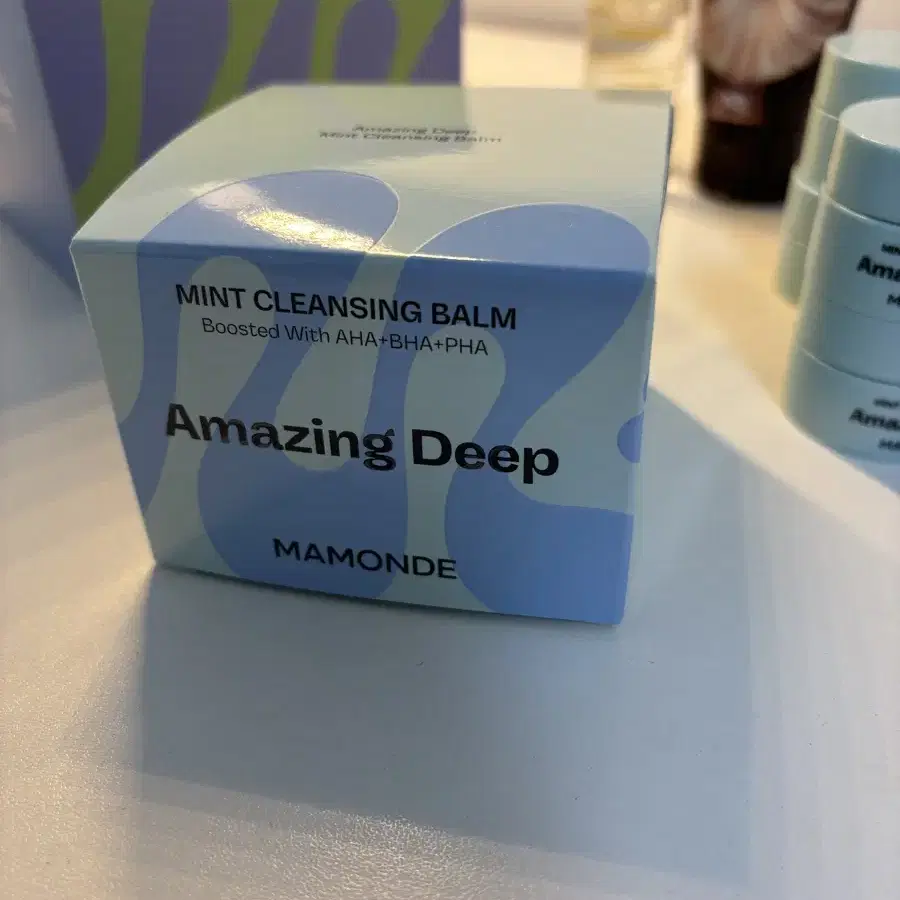 Amazing Deep
Mint Cleansing Balm
MINT CLEANSING BALM
Boosted With AHA+BHA+PHA
Amazing Deep
MAMONDE